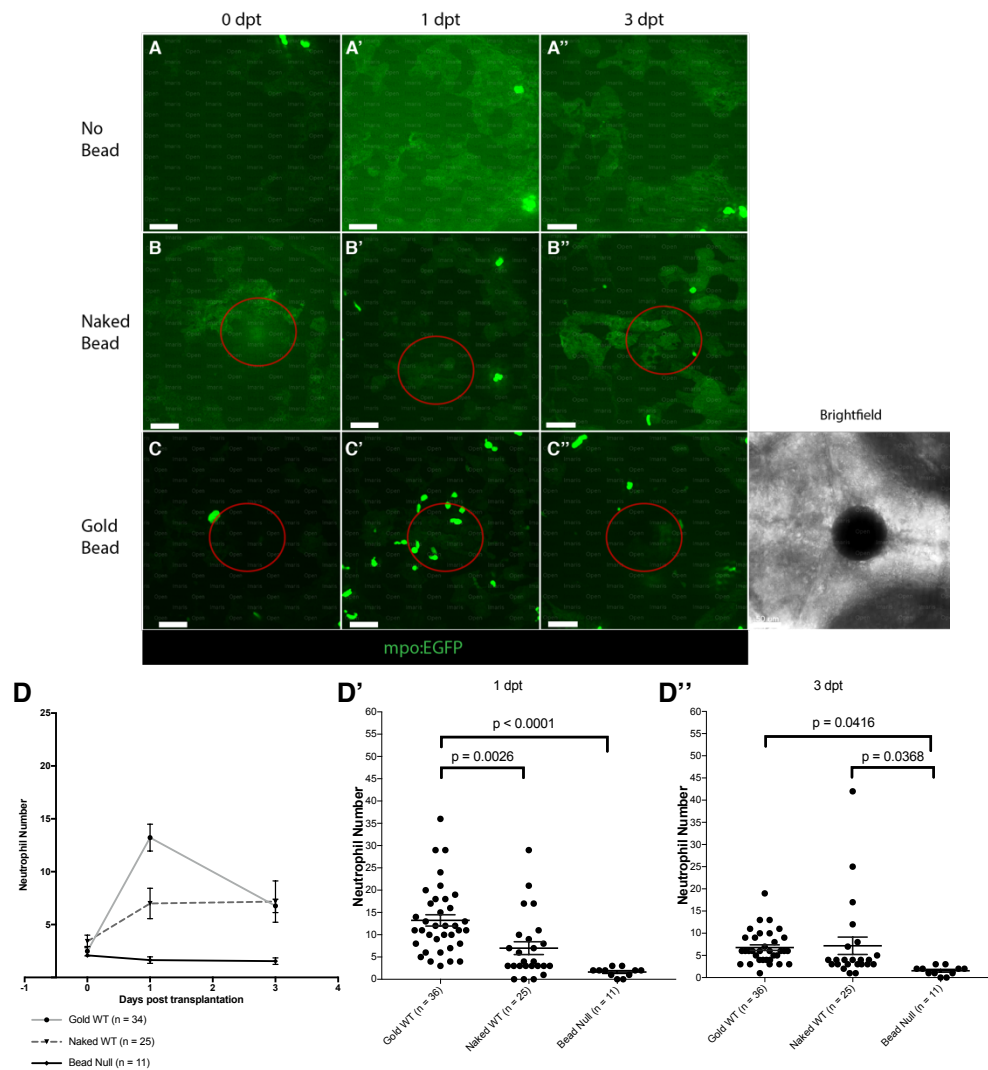 0 dpt 1 dpt 3 dpt
A A' A''
No
Bead
B B' B''
Naked
Bead
Brightfield
C C' C''
Gold
Bead
mpo:EGFP
D D' D''
1 dpt 3 dpt
p < 0.0001
p = 0.0026
p = 0.0416
p = 0.0368
Neutrophil Number
25
20
15
10
5
0
-1 0 1 2 3 4
Days post transplantation
Gold WT (n = 34)
Naked WT (n = 25)
Bead Null (n = 11)
Neutrophil Number
60
55
50
45
40
35
30
25
20
15
10
5
0
Gold WT (n = 36)
Naked WT (n = 25)
Bead Null (n = 11)
Neutrophil Number
60
55
50
45
40
35
30
25
20
15
10
5
0
Gold WT (n = 36)
Naked WT (n = 25)
Bead Null (n = 11)